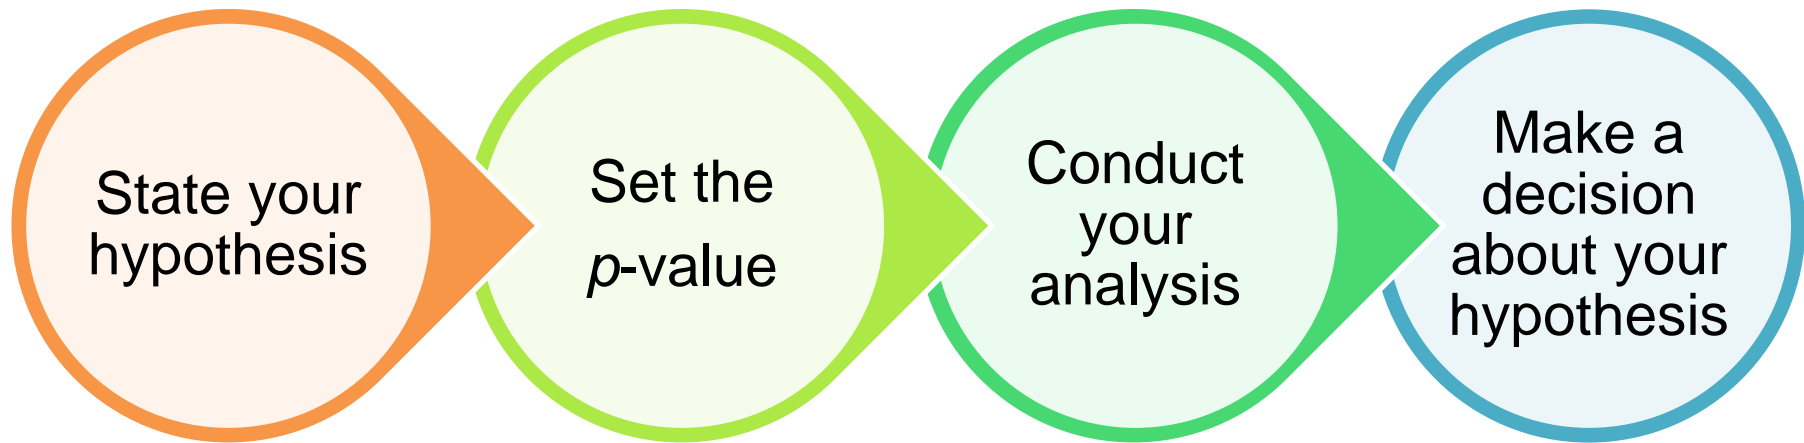 State your
hypothesis
Set the
p-value
Conduct
your
analysis
Make a
decision
about your
hypothesis